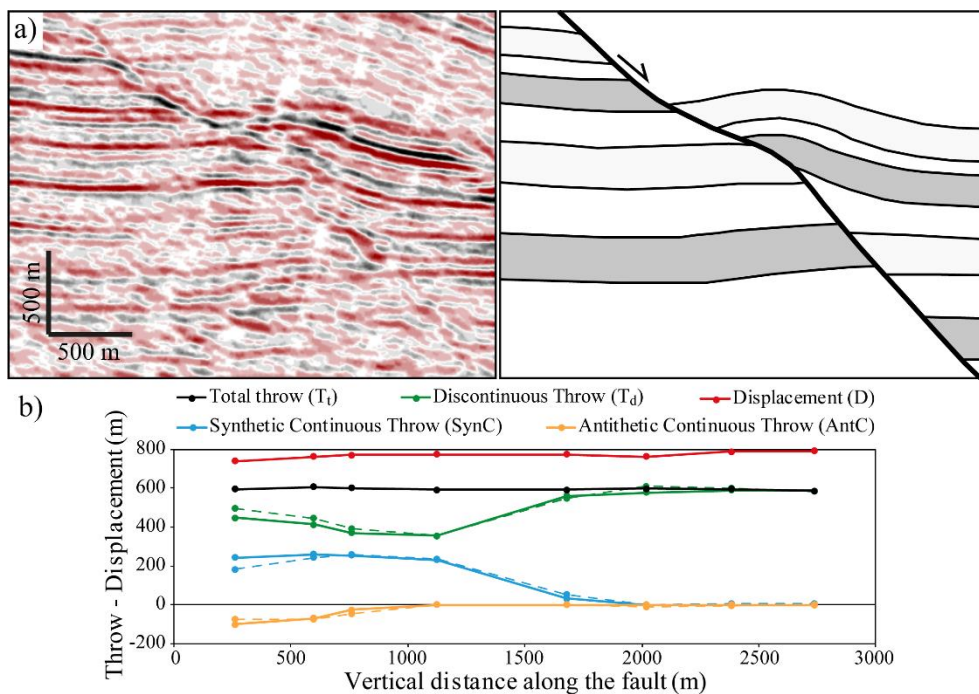 a)
500 m
500 m
b)
Total throw (Tt)
Discontinuous Throw (Td)
Displacement (D)
Synthetic Continuous Throw (SynC)
Antithetic Continuous Throw (AntC)
Throw - Displacement (m)
800
600
400
200
0
-200
0
500
1000
1500
2000
2500
3000
Vertical distance along the fault (m)